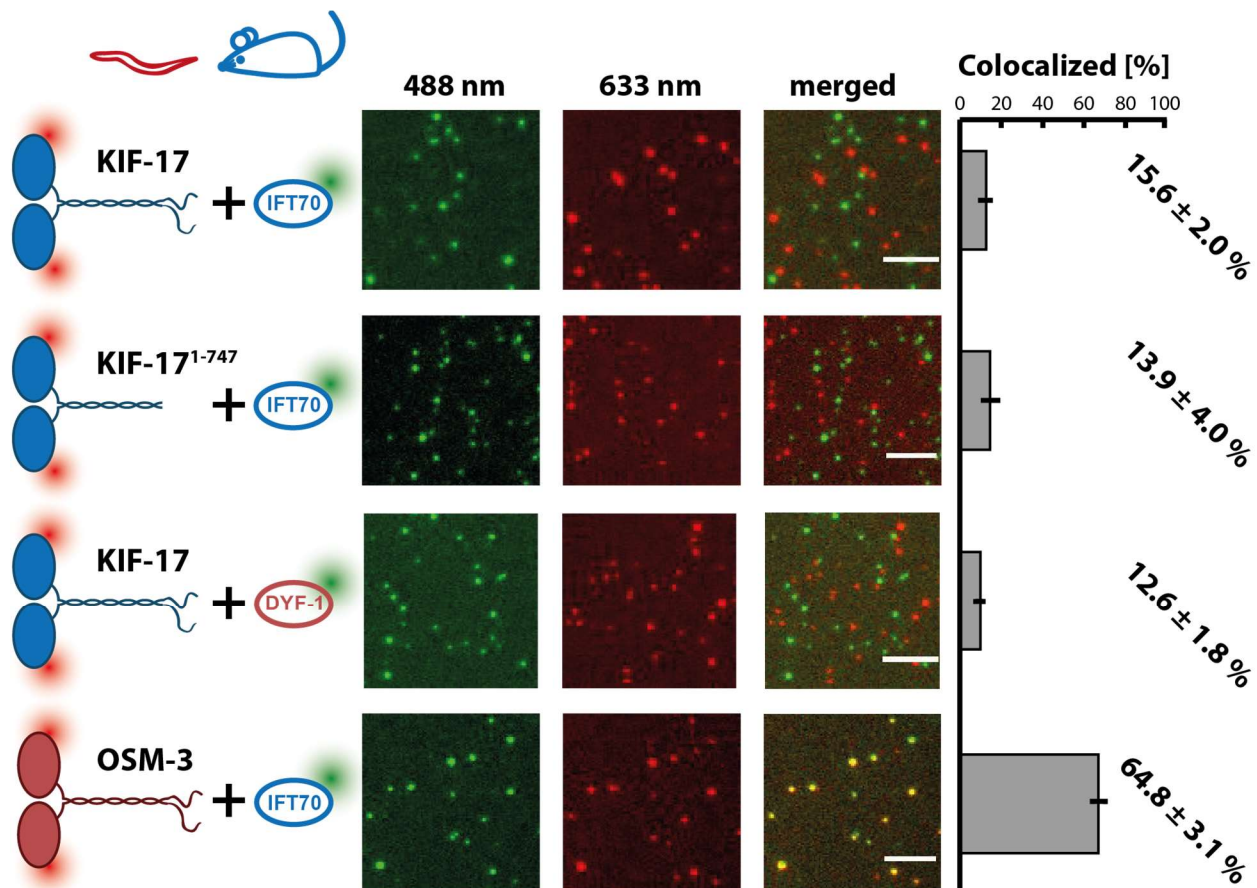 488 nm 633 nm merged Colocalized [%]
0 20 40 60 80 100
KIF-17 + IFT70 15.6 ± 2.0 %
KIF-17¹⁻⁷⁴⁷ + IFT70 13.9 ± 4.0 %
KIF-17 + DYF-1 12.6 ± 1.8 %
OSM-3 + IFT70 64.8 ± 3.1 %